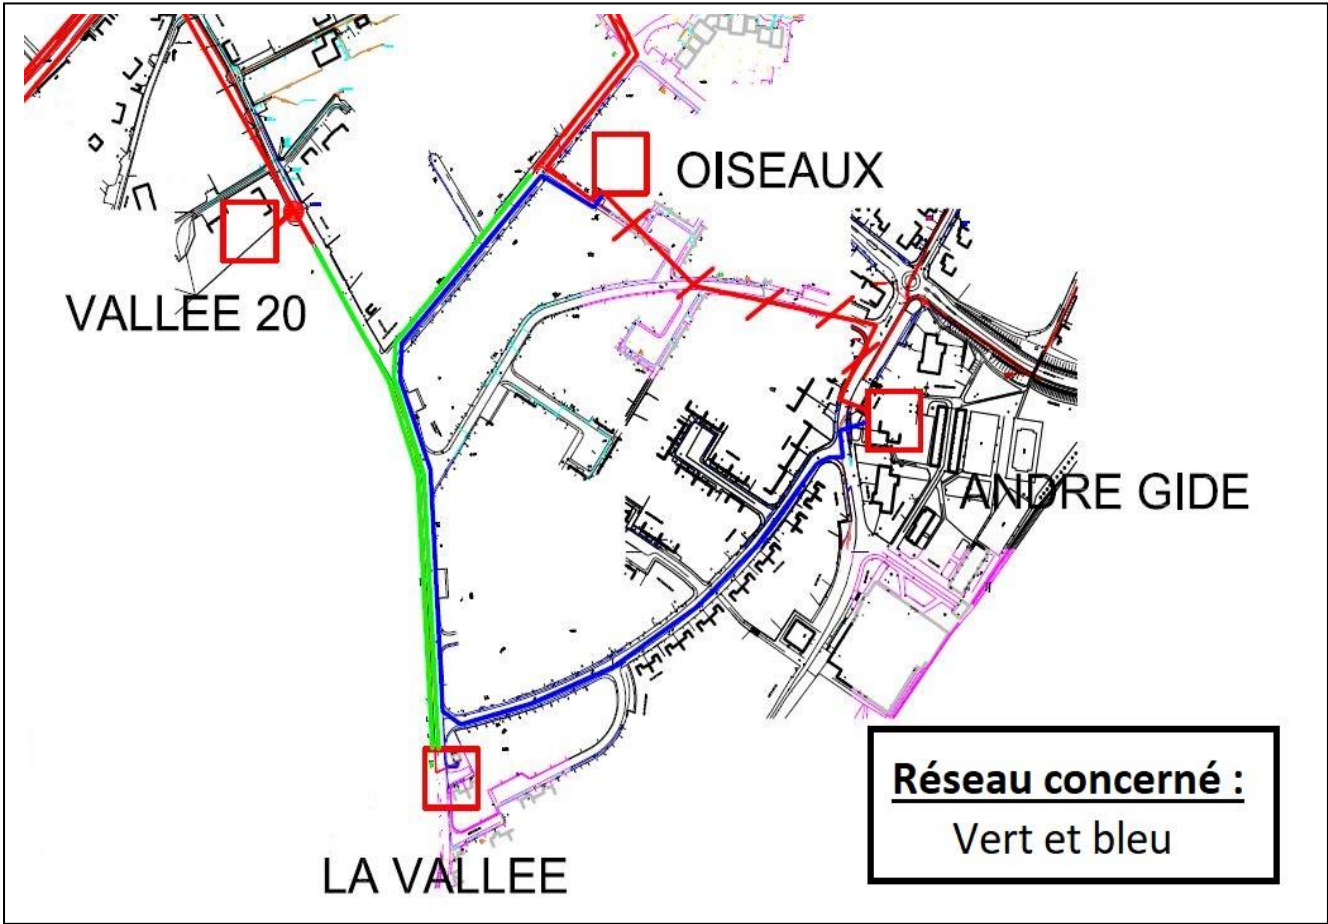 OISEAUX
VALLEE 20
ANDRE GIDE
Réseau concerné :
Vert et bleu
LA VALLEE